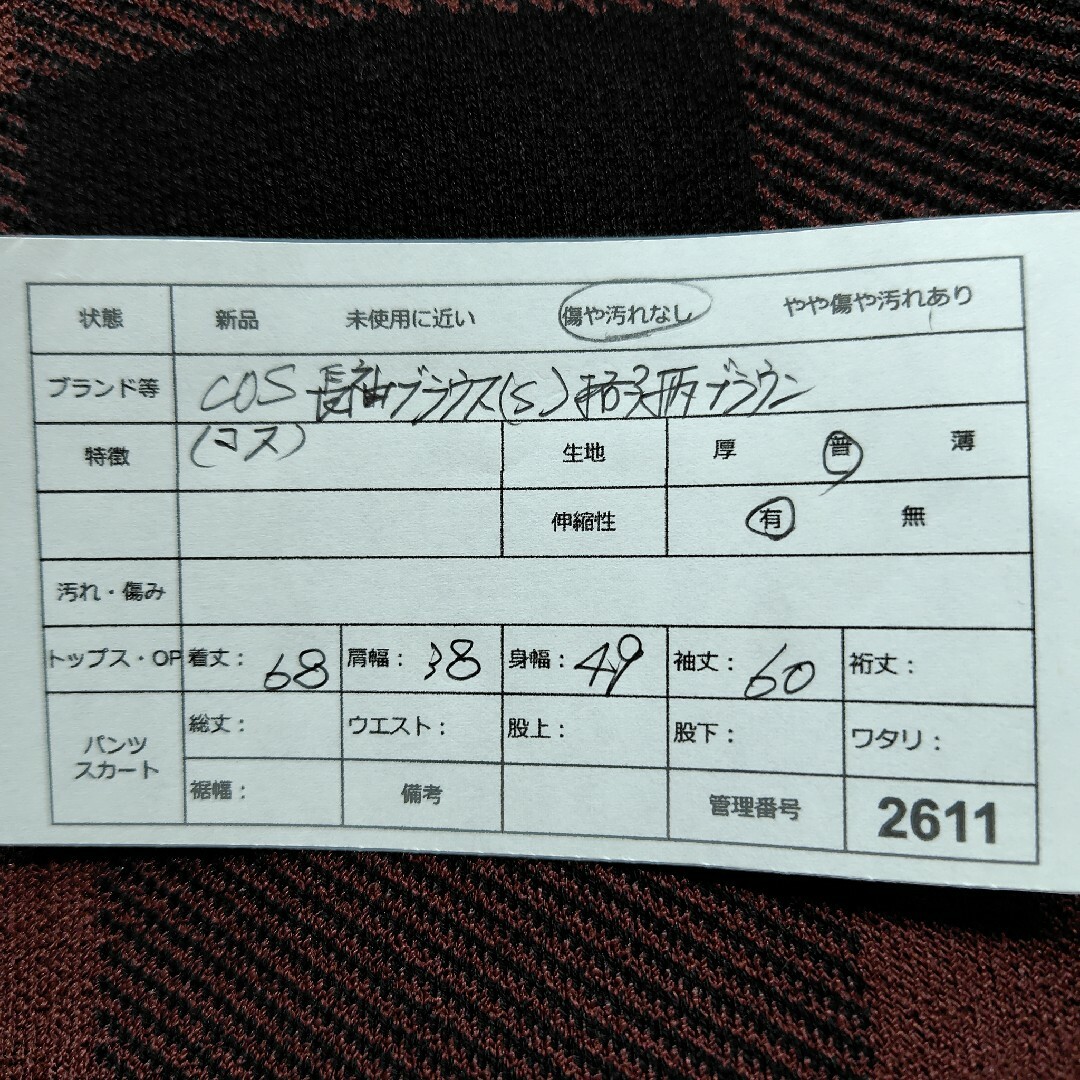 状態 新品 未使用に近い 傷や汚れなし やや傷や汚れあり
ブランド等 COS 長袖ブラウス(S)格子柄ブラウン
特徴 (コス) 生地 厚 普 薄
伸縮性 有 無
汚れ・傷み
トップス・OP 着丈: 68 肩幅: 38 身幅: 49 袖丈: 60 裄丈:
パンツ スカート 総丈: ウエスト: 股上: 股下: ワタリ:
裾幅: 備考 管理番号 2611